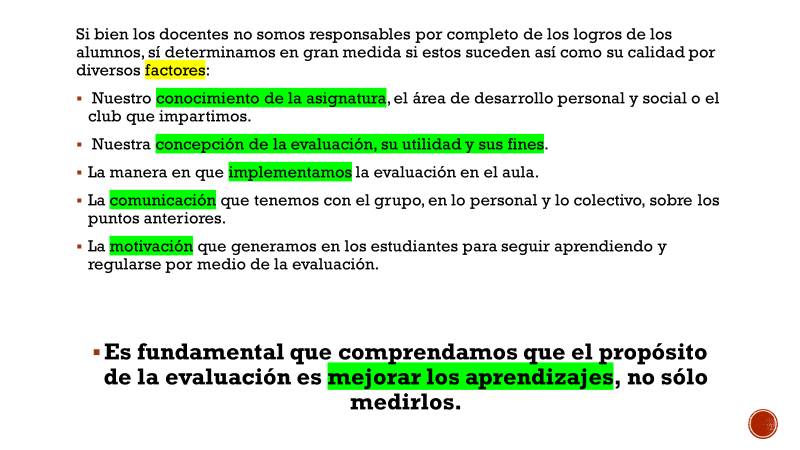 Si bien los docentes no somos responsables por completo de los logros de los
alumnos, sí determinamos en gran medida si estos suceden así como su calidad por
diversos factores:
▪ Nuestro conocimiento de la asignatura, el área de desarrollo personal y social o el
club que impartimos.
▪ Nuestra concepción de la evaluación, su utilidad y sus fines.
▪ La manera en que implementamos la evaluación en el aula.
▪ La comunicación que tenemos con el grupo, en lo personal y lo colectivo, sobre los
puntos anteriores.
▪ La motivación que generamos en los estudiantes para seguir aprendiendo y
regularse por medio de la evaluación.
▪ Es fundamental que comprendamos que el propósito
de la evaluación es mejorar los aprendizajes, no sólo
medirlos.